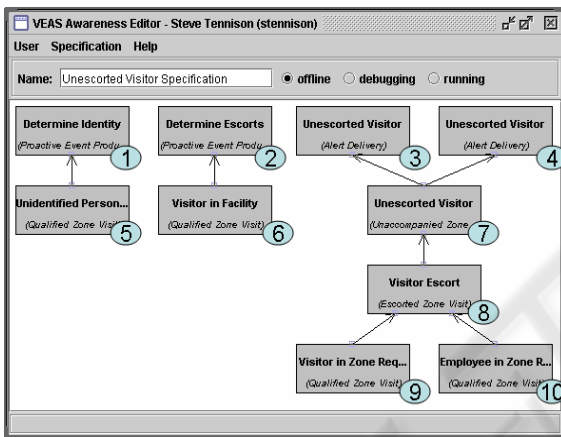 VEAS Awareness Editor - Steve Tennison (stennison)
User Specification Help
Name: Unescorted Visitor Specification offline debugging running
Determine Identity
(Proactive Event Produ...
1
Determine Escorts
(Proactive Event Produ...
2
Unescorted Visitor
(Alert Delivery)
3
Unescorted Visitor
(Alert Delivery)
4
Unidentified Person...
(Qualified Zone Visit)
5
Visitor in Facility
(Qualified Zone Visit)
6
Unescorted Visitor
(Unaccompanied Zone
7
Visitor Escort
(Escorted Zone Visit)
8
Visitor in Zone Req...
(Qualified Zone Visit)
9
Employee in Zone R...
(Qualified Zone Visit)
10